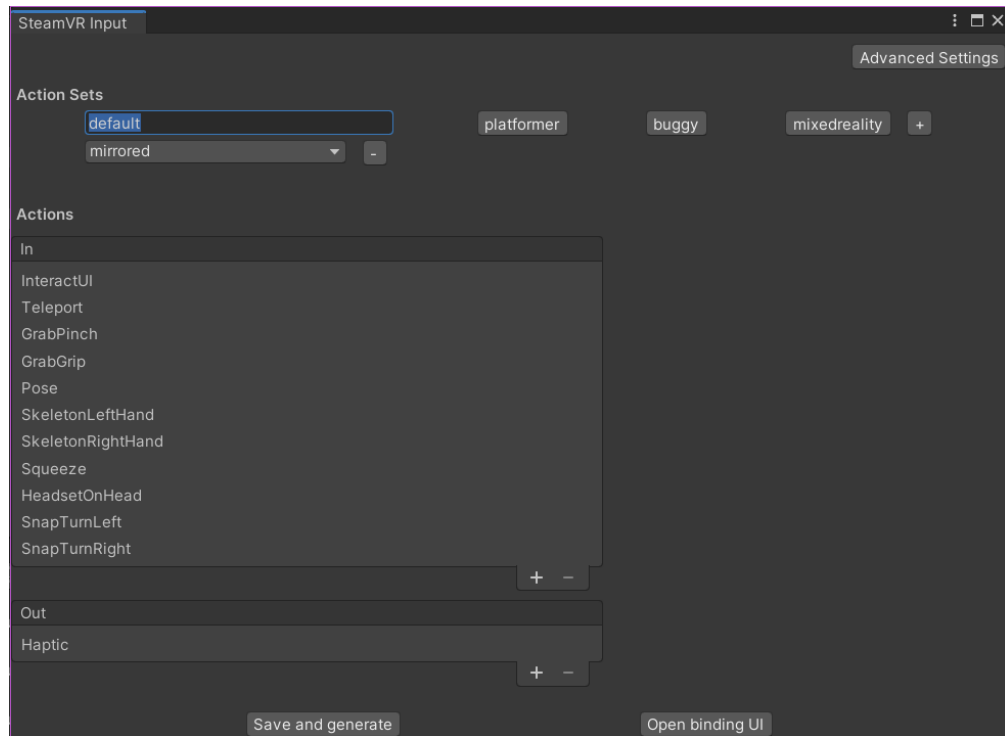 SteamVR Input
Advanced Settings
Action Sets
default platformer buggy mixedreality +
mirrored -
Actions
In
InteractUI
Teleport
GrabPinch
GrabGrip
Pose
SkeletonLeftHand
SkeletonRightHand
Squeeze
HeadsetOnHead
SnapTurnLeft
SnapTurnRight
+ −
Out
Haptic
+ −
Save and generate Open binding UI